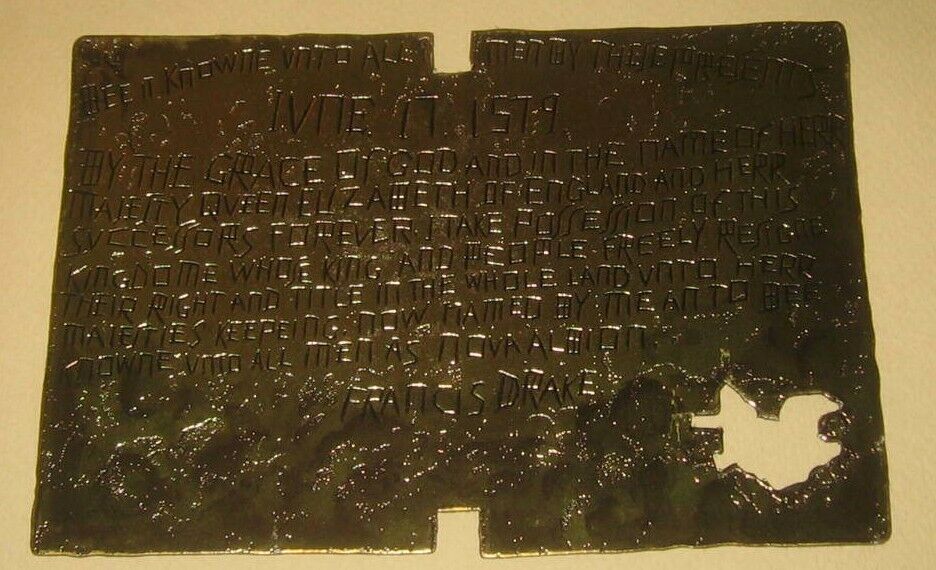 BEE IT KNOWNE VNTO ALL MEN BY THESE PRESENTS
IVNE 17 1579
BY THE GRACE OF GOD AND IN THE NAME OF HERR
MAIESTY QVEEN ELIZABETH OF ENGLAND AND HERR
SVCCESSORS FOREVER I TAKE POSSESSION OF THIS
KINGDOME WHOSE KING AND PEOPLE FREELY RESIGNE
THEIR RIGHT AND TITLE IN THE WHOLE LAND VNTO HERR
MAIESTIES KEEPEING NOW NAMED BY ME AN TO BEE
KNOWNE VNTO ALL MEN AS NOVA ALBION.
FRANCIS DRAKE